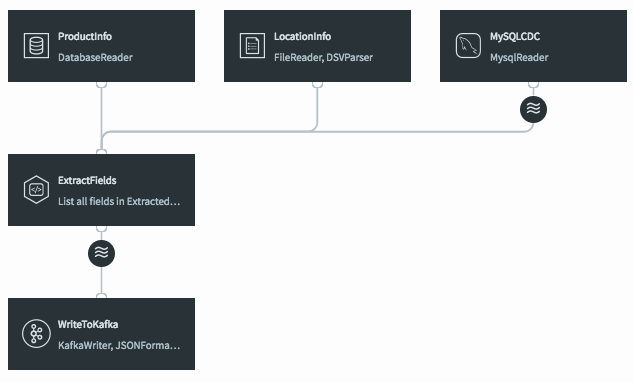 ProductInfo
DatabaseReader
LocationInfo
FileReader, DSVParser
MySQLCDC
MysqlReader
ExtractFields
</>
List all fields in Extracted...
WriteToKafka
KafkaWriter, JSONForma...